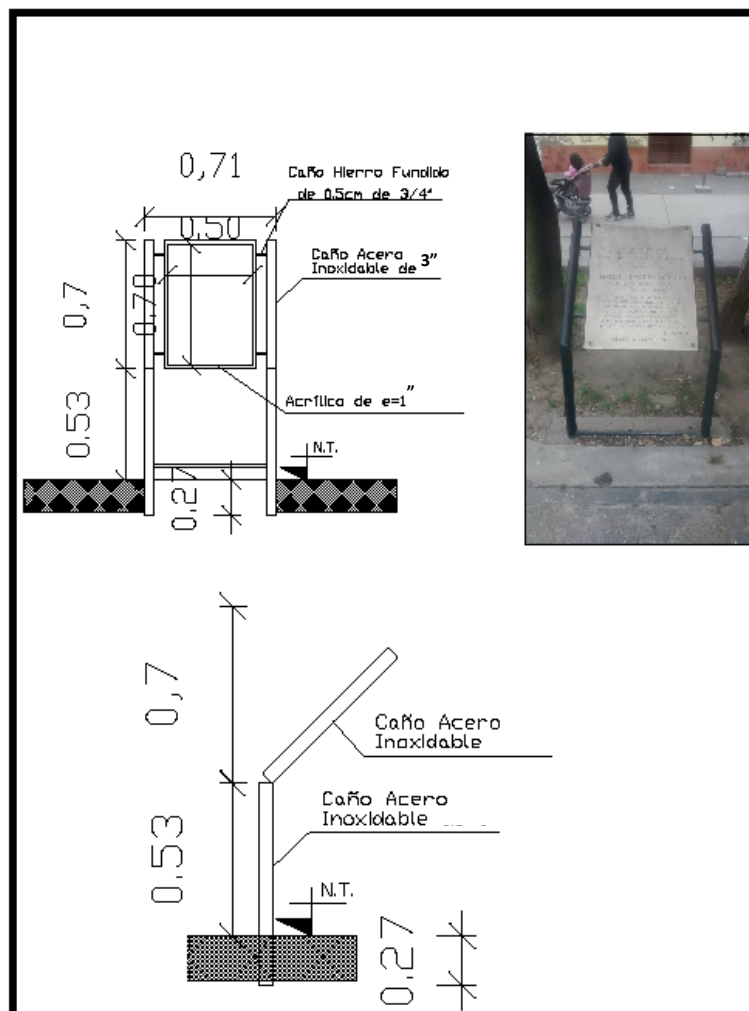 0,71
Caño Hierro Fundido
de 0.5cm de 3/4"
0.50
Caño Acero
Inoxidable de 3"
0,7
0.70
Acrílico de e=1"
0.53
N.T.
0.27
0,7
Caño Acero
Inoxidable
Caño Acero
Inoxidable
0.53
N.T.
0.27